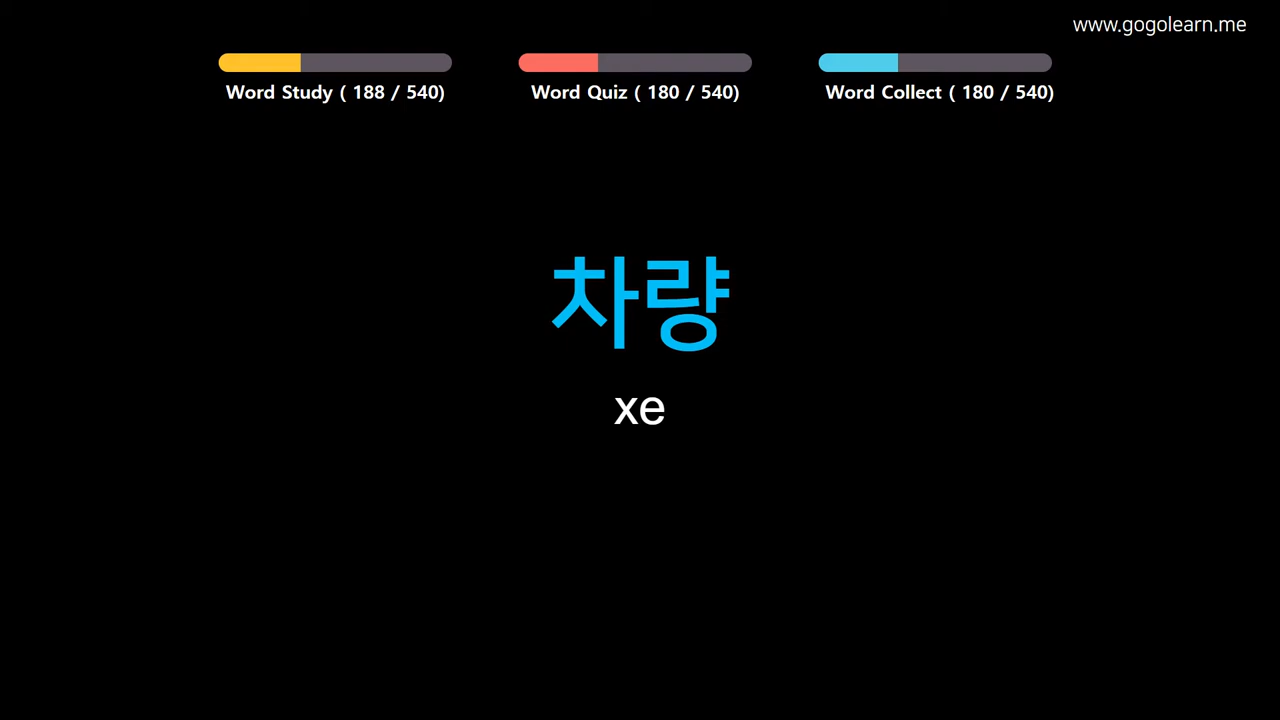 www.gogolearn.me
Word Study ( 188 / 540)
Word Quiz ( 180 / 540)
Word Collect ( 180 / 540)
차량
xe